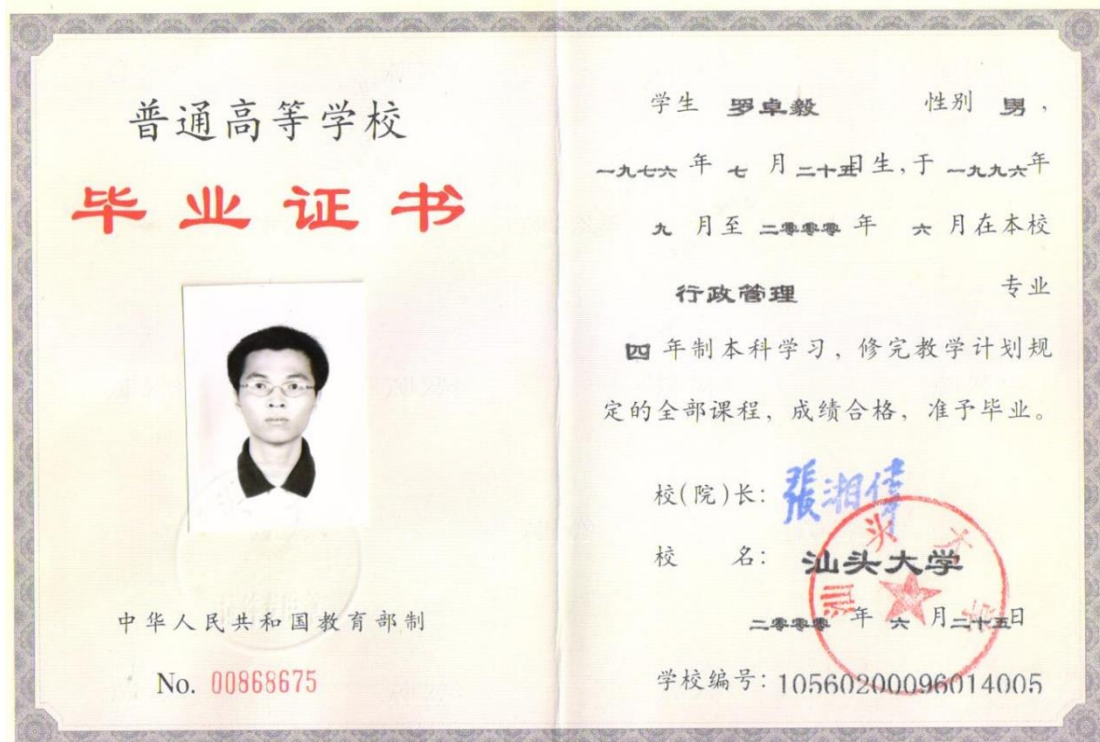 普通高等学校
毕业证书
中华人民共和国教育部制
No. 00868675
学生 罗卓毅 性别 男，
一九七六年七月二十五日生，于一九九六年
九月至二零零零年六月在本校
行政管理 专业
四年制本科学习，修完教学计划规
定的全部课程，成绩合格，准予毕业。
校(院)长：張湘偉
校名：汕头大学
汕头大学
二零零零年六月二十五日
学校编号：10560200096014005